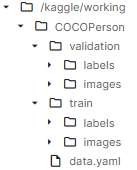 /kaggle/working
COCOPerson
validation
labels
images
train
labels
images
data.yaml